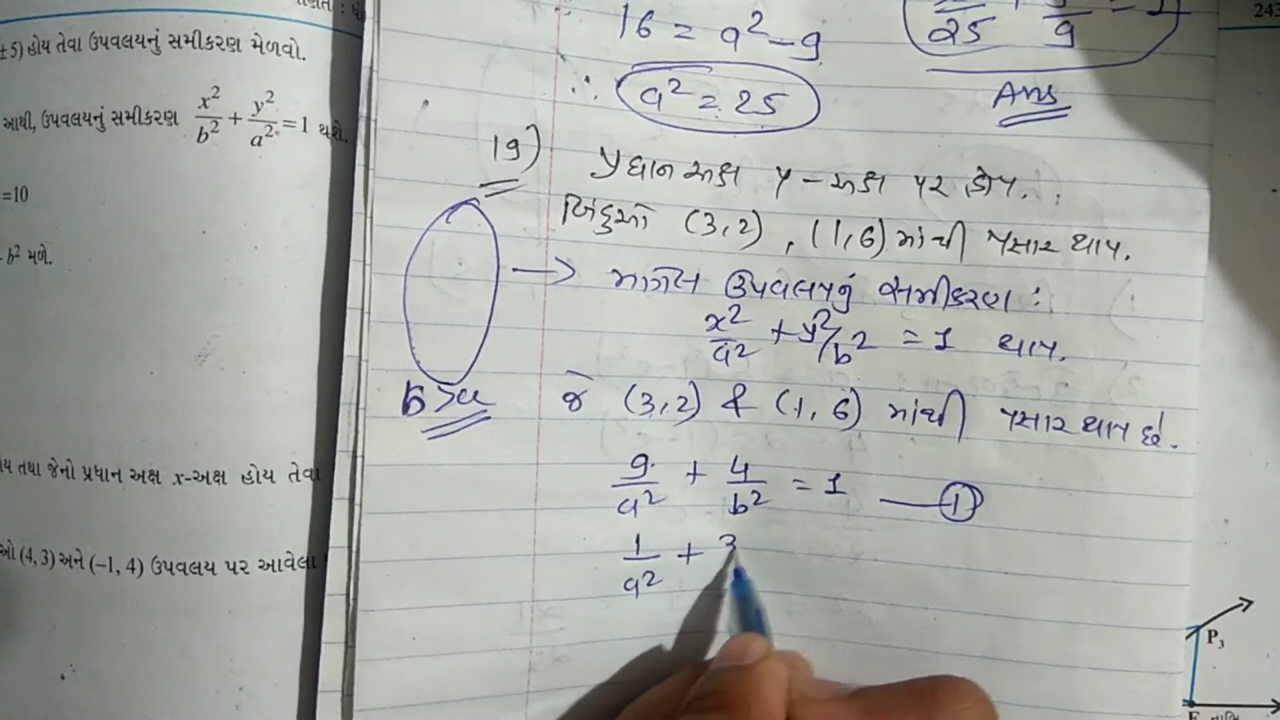 ±5) હોય તેવા ઉપવલયનું સમીકરણ મેળવો.
આથી, ઉપવલયનું સમીકરણ x²/b² + y²/a² = 1 થશે.
=10
b² મળે.
તથા જેનો પ્રધાન અક્ષ x-અક્ષ હોય તેવા
(4, 3) અને (−1, 4) ઉપવલય પર આવેલા
243
16 = a² − 9
∴ a² = 25
25 9
Ans
19) પ્રધાન અક્ષ y − અક્ષ પર હોય.
બિંદુઓ (3,2) , (1,6) માંથી પસાર થાય.
→ માંગેલ ઉપવલયનું સમીકરણ :
x²/a² + y²/b² = 1 થાય.
b > a
જે (3,2) & (1,6) માંથી પસાર થાય છે.
9/a² + 4/b² = 1 — ①
1/a² + 3
P₃